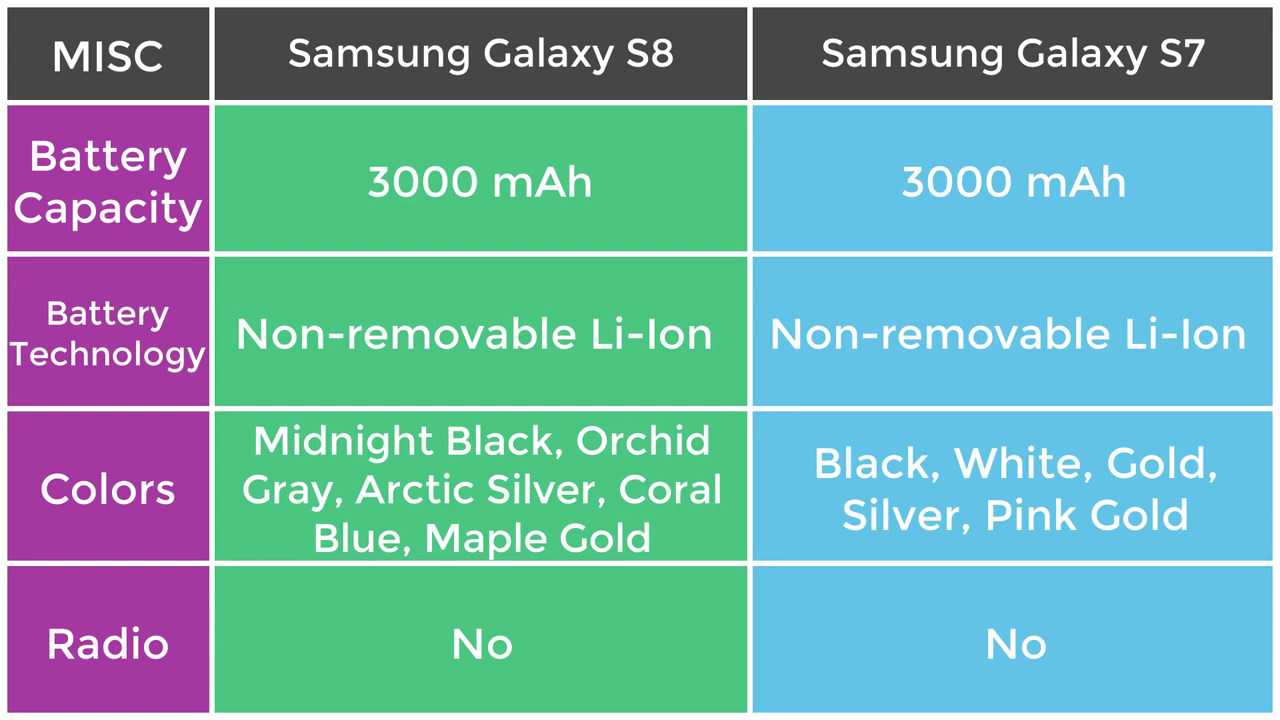 MISC
Samsung Galaxy S8
Samsung Galaxy S7
Battery
Capacity
3000 mAh
3000 mAh
Battery
Technology
Non-removable Li-Ion
Non-removable Li-Ion
Colors
Midnight Black, Orchid
Gray, Arctic Silver, Coral
Blue, Maple Gold
Black, White, Gold,
Silver, Pink Gold
Radio
No
No